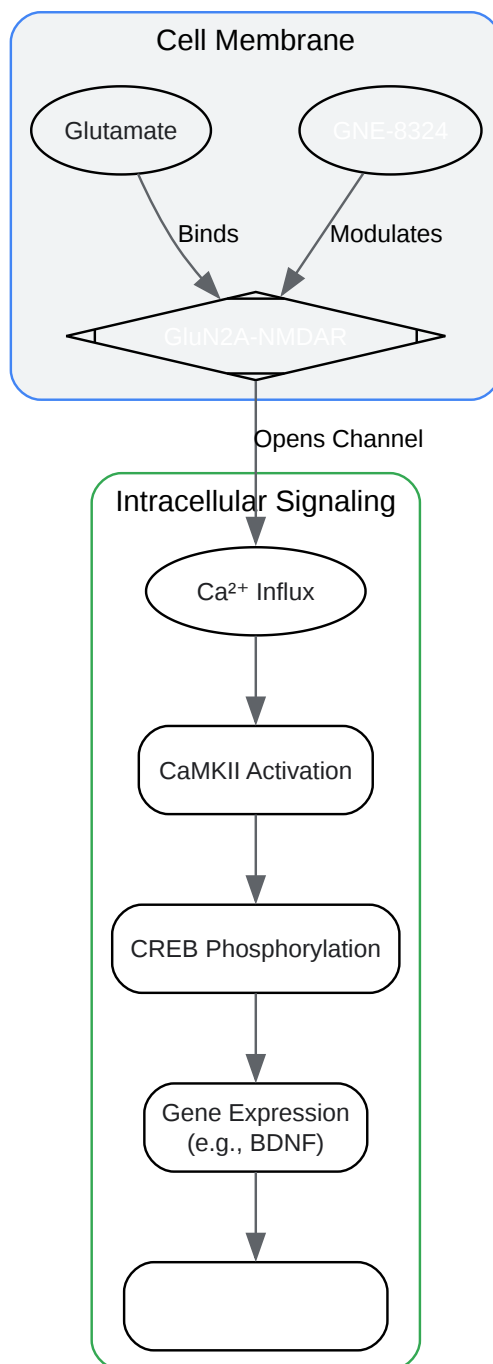 Cell Membrane
Glutamate
GNE-8324
Binds
Modulates
GluN2A-NMDAR
Opens Channel
Intracellular Signaling
Ca²⁺ Influx
CaMKII Activation
CREB Phosphorylation
Gene Expression
(e.g., BDNF)